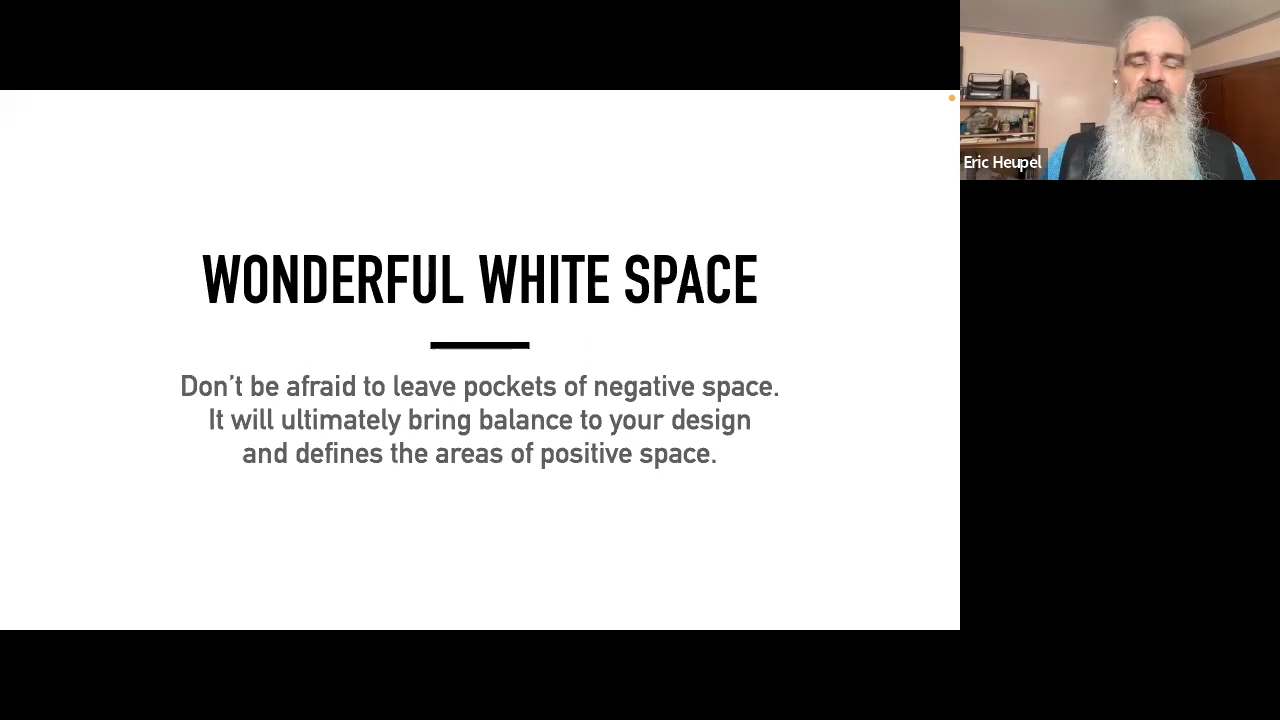 WONDERFUL WHITE SPACE
Don’t be afraid to leave pockets of negative space.
It will ultimately bring balance to your design
and defines the areas of positive space.
Eric Heupel